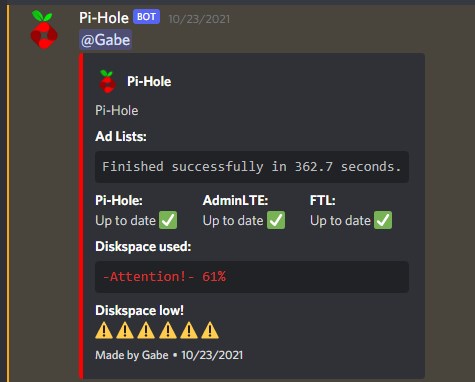 Pi-Hole BOT 10/23/2021
@Gabe
Pi-Hole
Pi-Hole
Ad Lists:
Finished successfully in 362.7 seconds.
Pi-Hole: AdminLTE: FTL:
Up to date ✅ Up to date ✅ Up to date ✅
Diskspace used:
-Attention!- 61%
Diskspace low!
⚠️⚠️⚠️⚠️⚠️⚠️
Made by Gabe • 10/23/2021